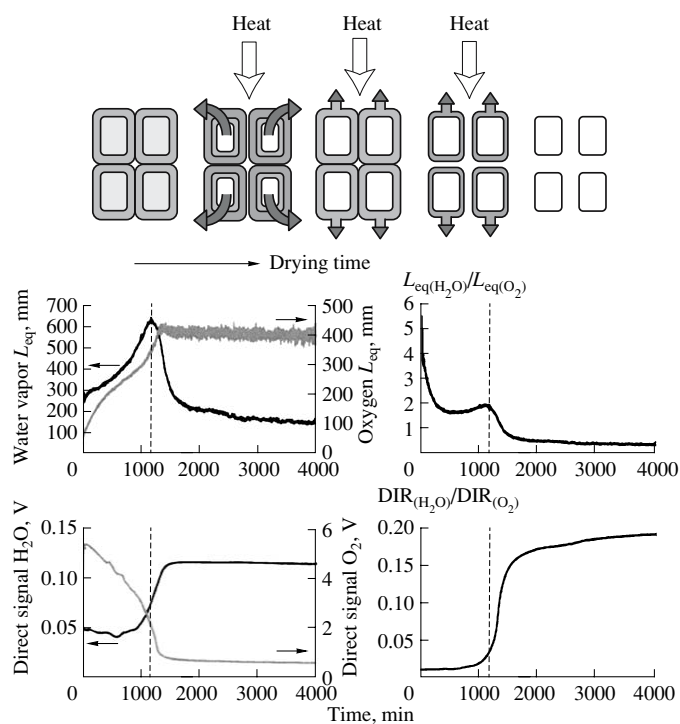 Heat Heat Heat
Drying time
Water vapor Leq, mm
700
600
500
400
300
200
100
0 1000 2000 3000 4000
500
400
300
200
100
0
Oxygen Leq, mm
Leq(H2O)/Leq(O2)
6
5
4
3
2
1
0 1000 2000 3000 4000
Direct signal H2O, V
0.15
0.10
0.05
0 1000 2000 3000 4000
6
4
2
0
Direct signal O2, V
DIR(H2O)/DIR(O2)
0.20
0.15
0.10
0.05
0 1000 2000 3000 4000
Time, min